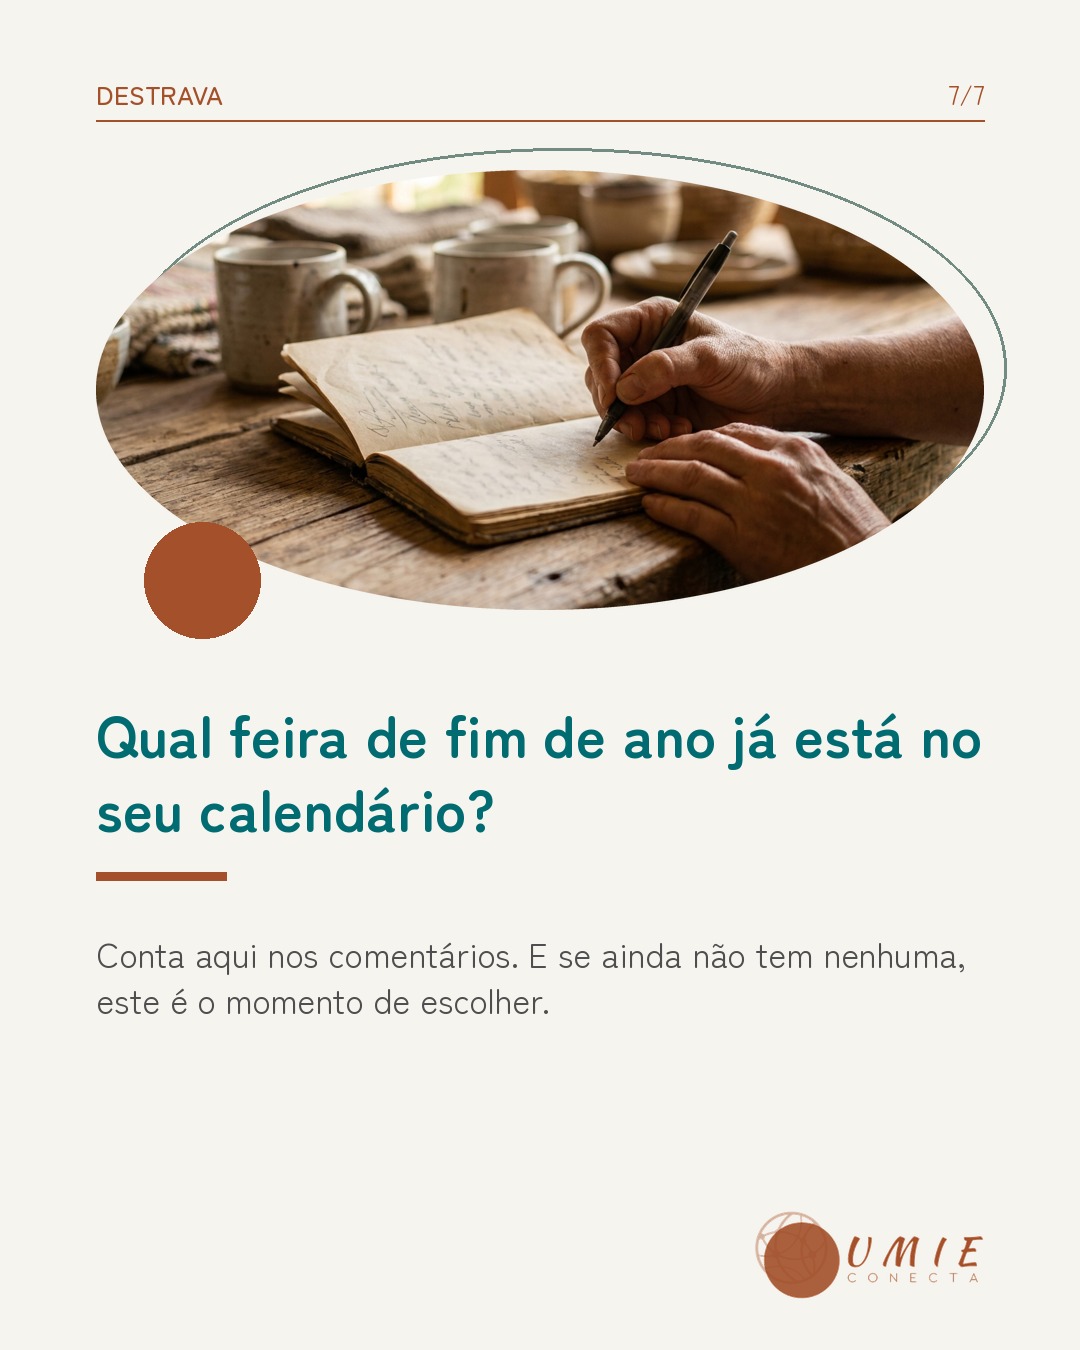 DESTRAVA
7/7
Qual feira de fim de ano já está no
seu calendário?
Conta aqui nos comentários. E se ainda não tem nenhuma,
este é o momento de escolher.
UMIE
CONECTA